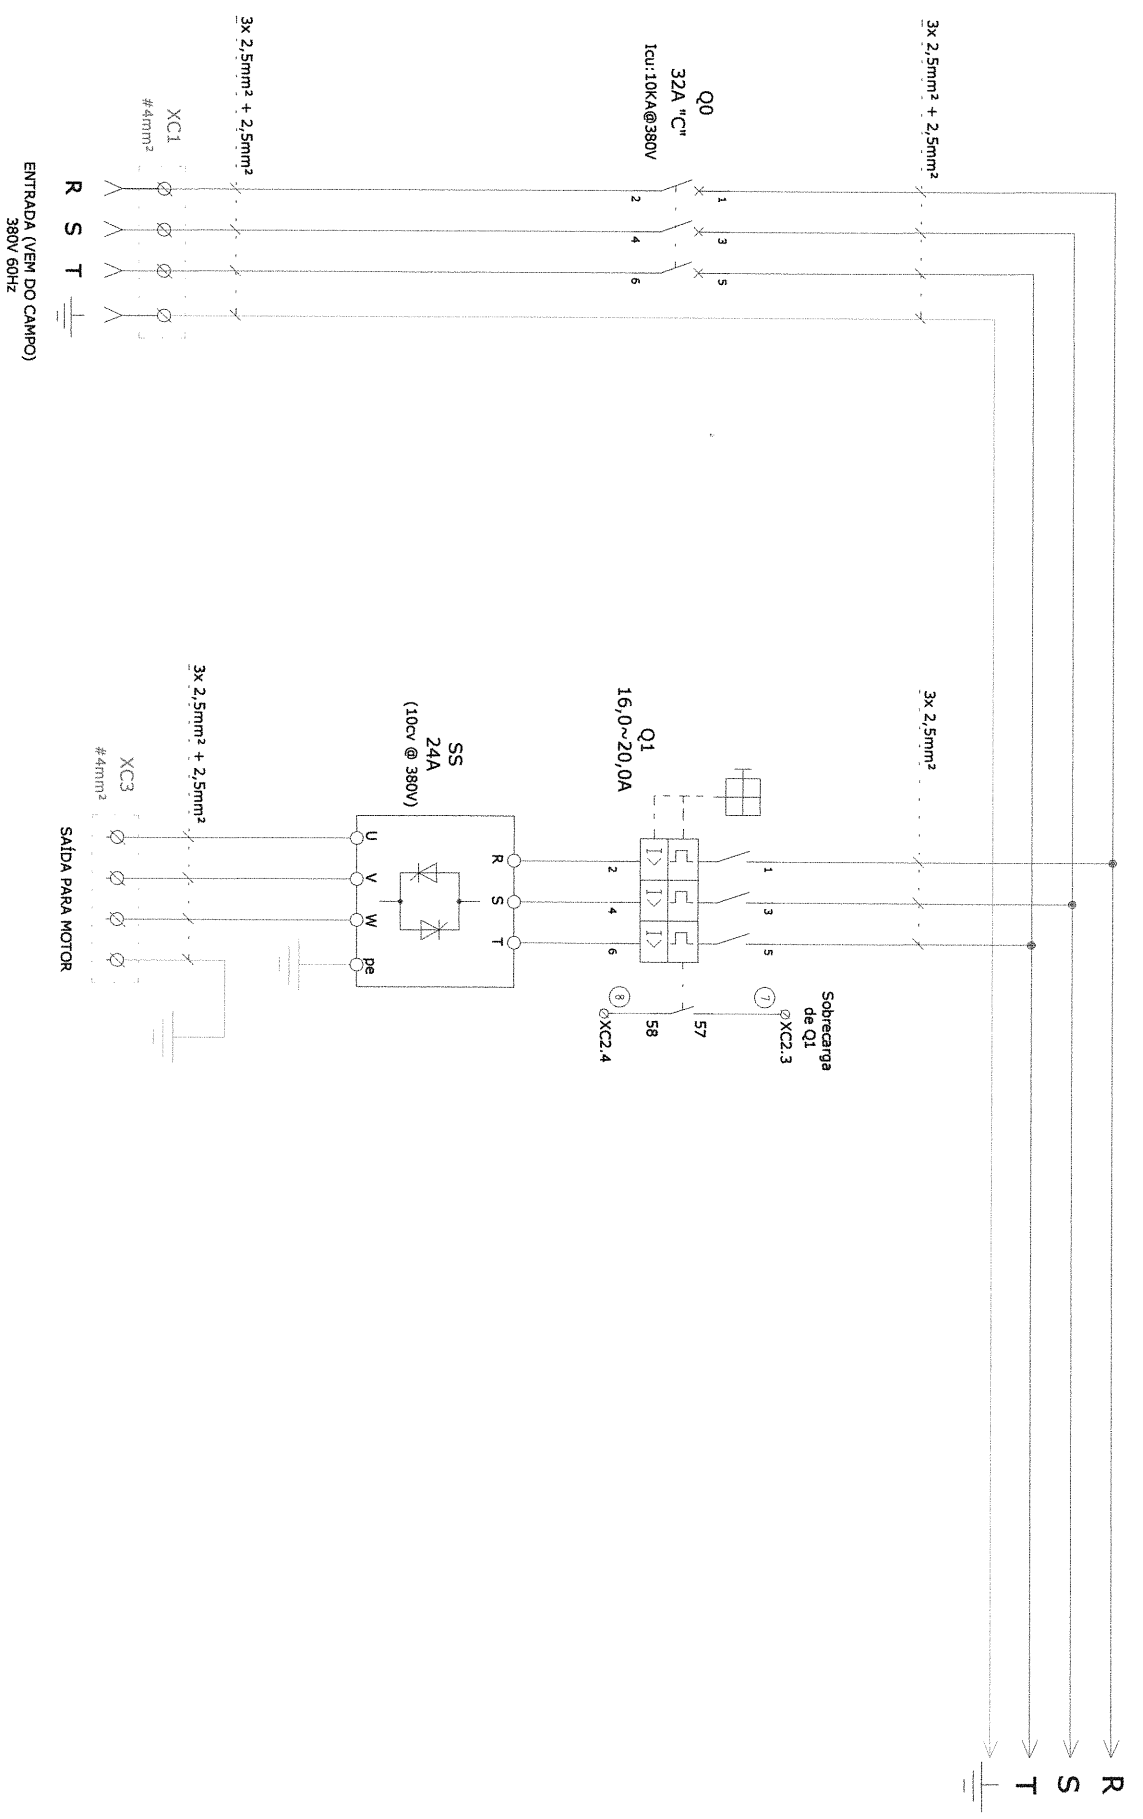 3x 2,5mm² + 2,5mm²
3x 2,5mm²
Q0
32A "C"
Icu:10KA@380V
1
3
5
2
4
6
3x 2,5mm² + 2,5mm²
XC1
#4mm²
R
S
T
ENTRADA (VEM DO CAMPO)
380V 60Hz
Q1
16,0~20,0A
1
3
5
I>
I>
I>
2
4
6
Sobrecarga
de Q1
XC2.3
7
57
58
8
XC2.4
SS
24A
(10cv @ 380V)
R
S
T
U
V
W
pe
3x 2,5mm² + 2,5mm²
XC3
#4mm²
SAÍDA PARA MOTOR
R
S
T